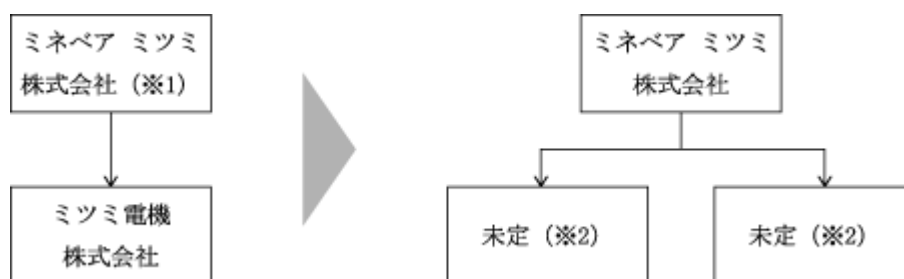 ミネベア ミツミ
株式会社 (※1)
ミツミ電機
株式会社
ミネベア ミツミ
株式会社
未定 (※2)
未定 (※2)